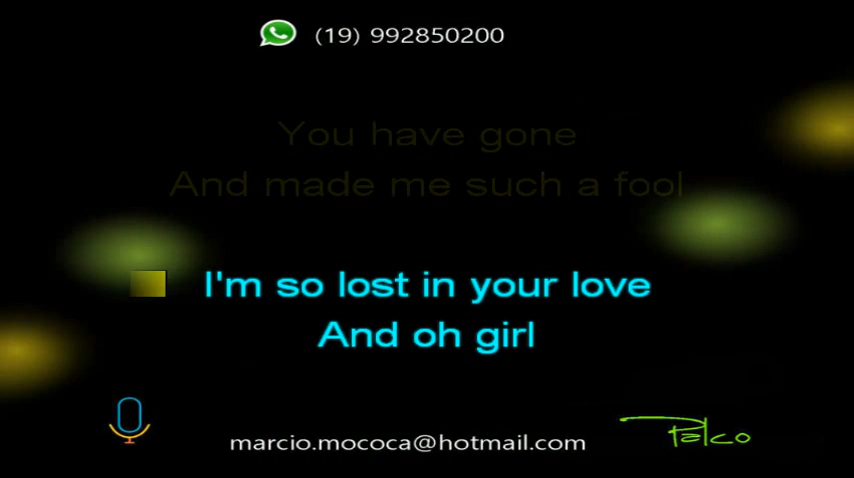 (19) 992850200
You have gone
And made me such a fool
I'm so lost in your love
And oh girl
marcio.mococa@hotmail.com
Palco